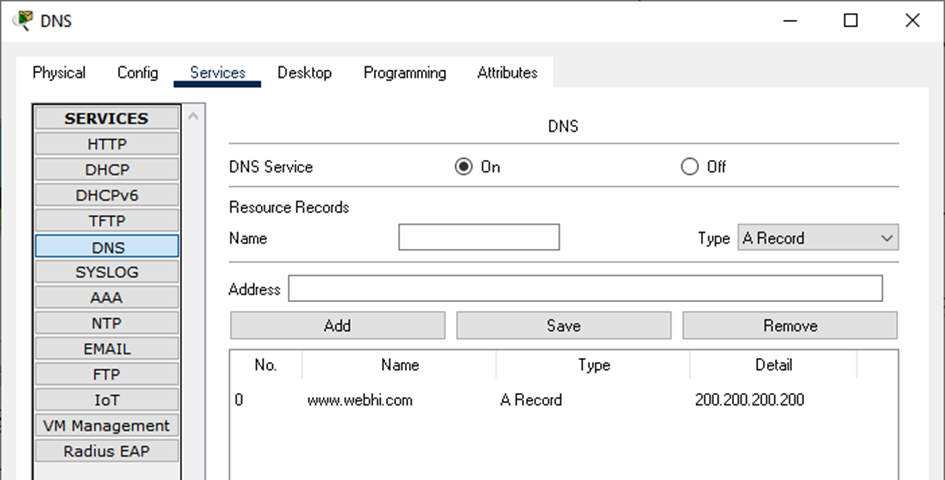 DNS
Physical Config Services Desktop Programming Attributes
SERVICES
HTTP
DHCP
DHCPv6
TFTP
DNS
SYSLOG
AAA
NTP
EMAIL
FTP
IoT
VM Management
Radius EAP
DNS
DNS Service On Off
Resource Records
Name Type A Record
Address
Add Save Remove
No. Name Type Detail
0 www.webhi.com A Record 200.200.200.200